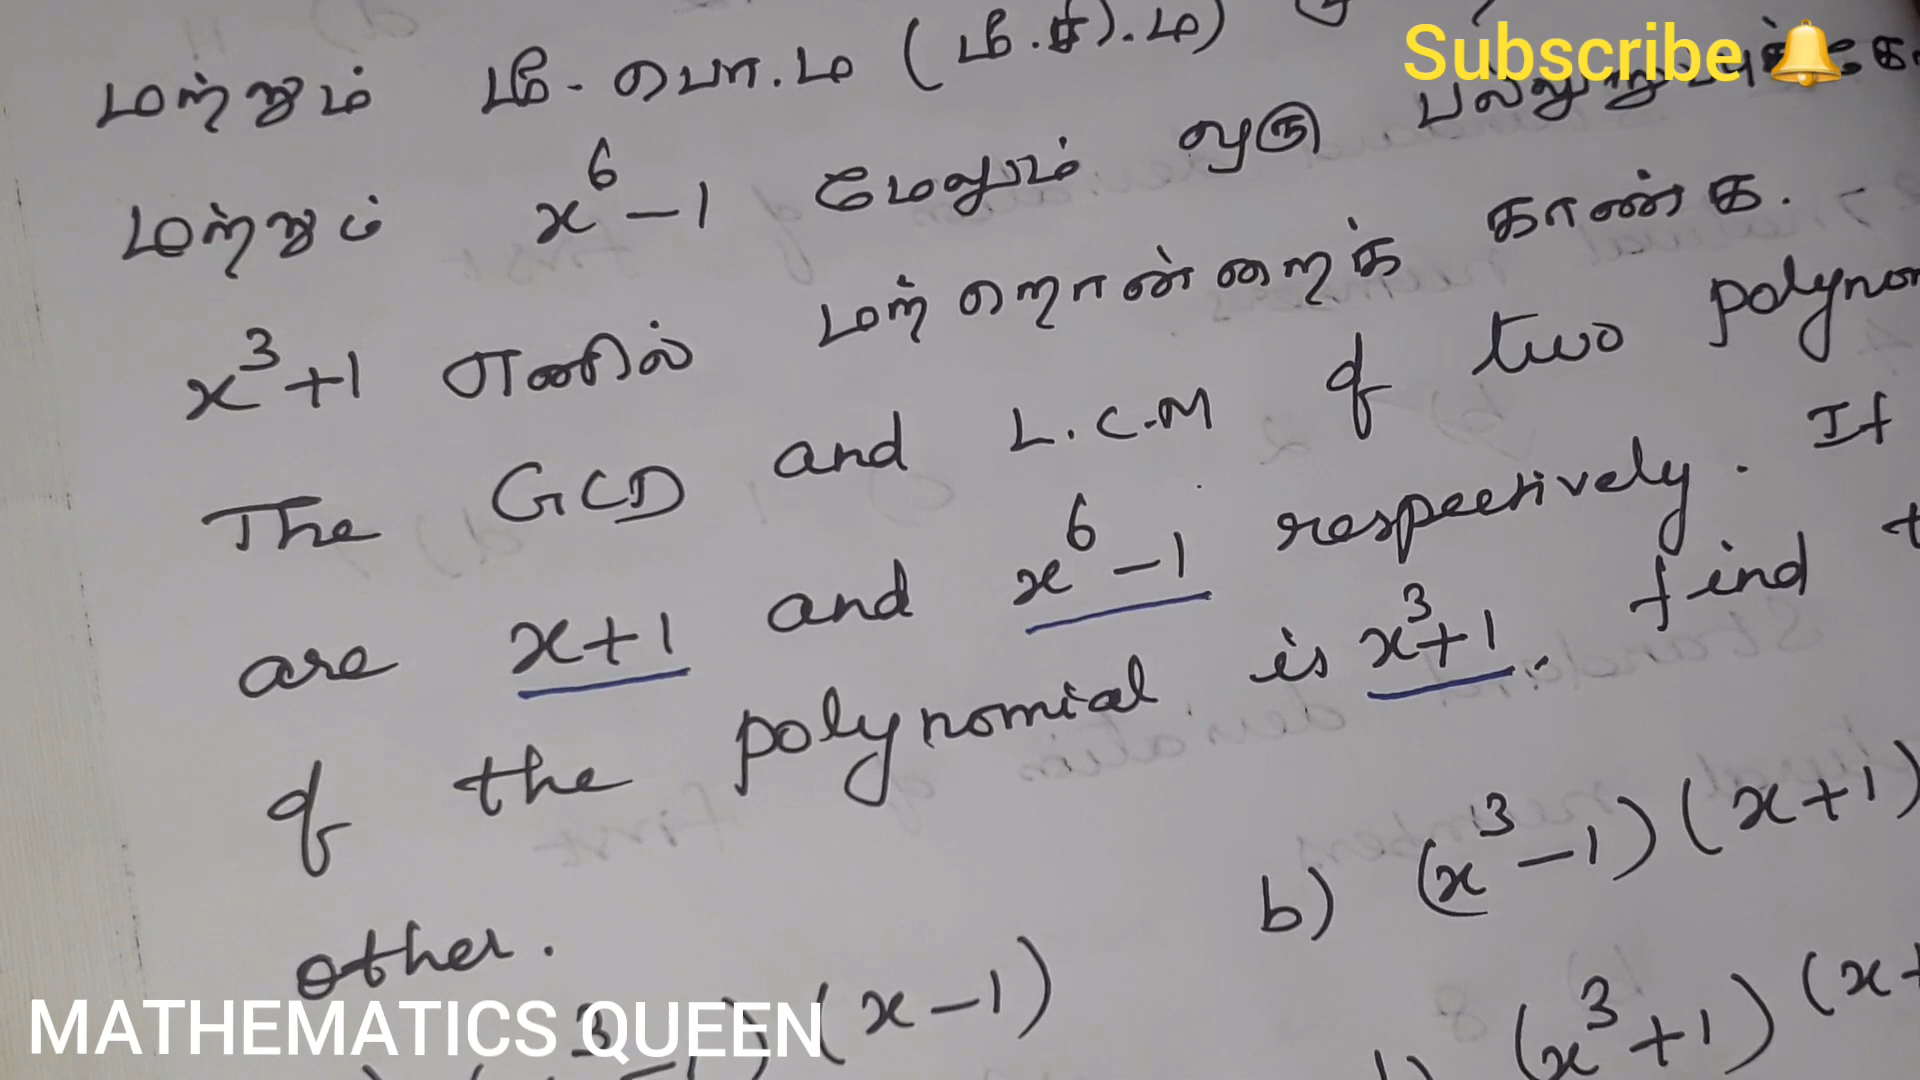 Subscribe
மற்றும் மீ.பொ.ம (மீ.சி.ம)
மற்றும் x⁶-1 மேலும் ஒரு
x³+1 எனில் மற்றொன்றைக் காண்க.
The GCD and L.C.M of two
are x+1 and x⁶-1 respectively. If
of the polynomial is x³+1. find
other.
b) (x³-1)(x+1)
(x-1)
(x³+1)
MATHEMATICS QUEEN